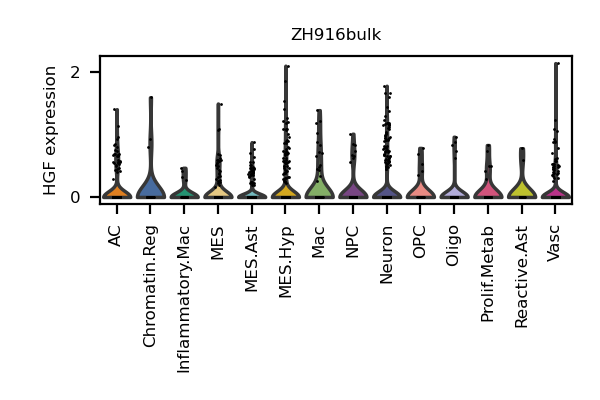 ZH916bulk
HGF expression
2
0
AC
Chromatin.Reg
Inflammatory.Mac
MES
MES.Ast
MES.Hyp
Mac
NPC
Neuron
OPC
Oligo
Prolif.Metab
Reactive.Ast
Vasc